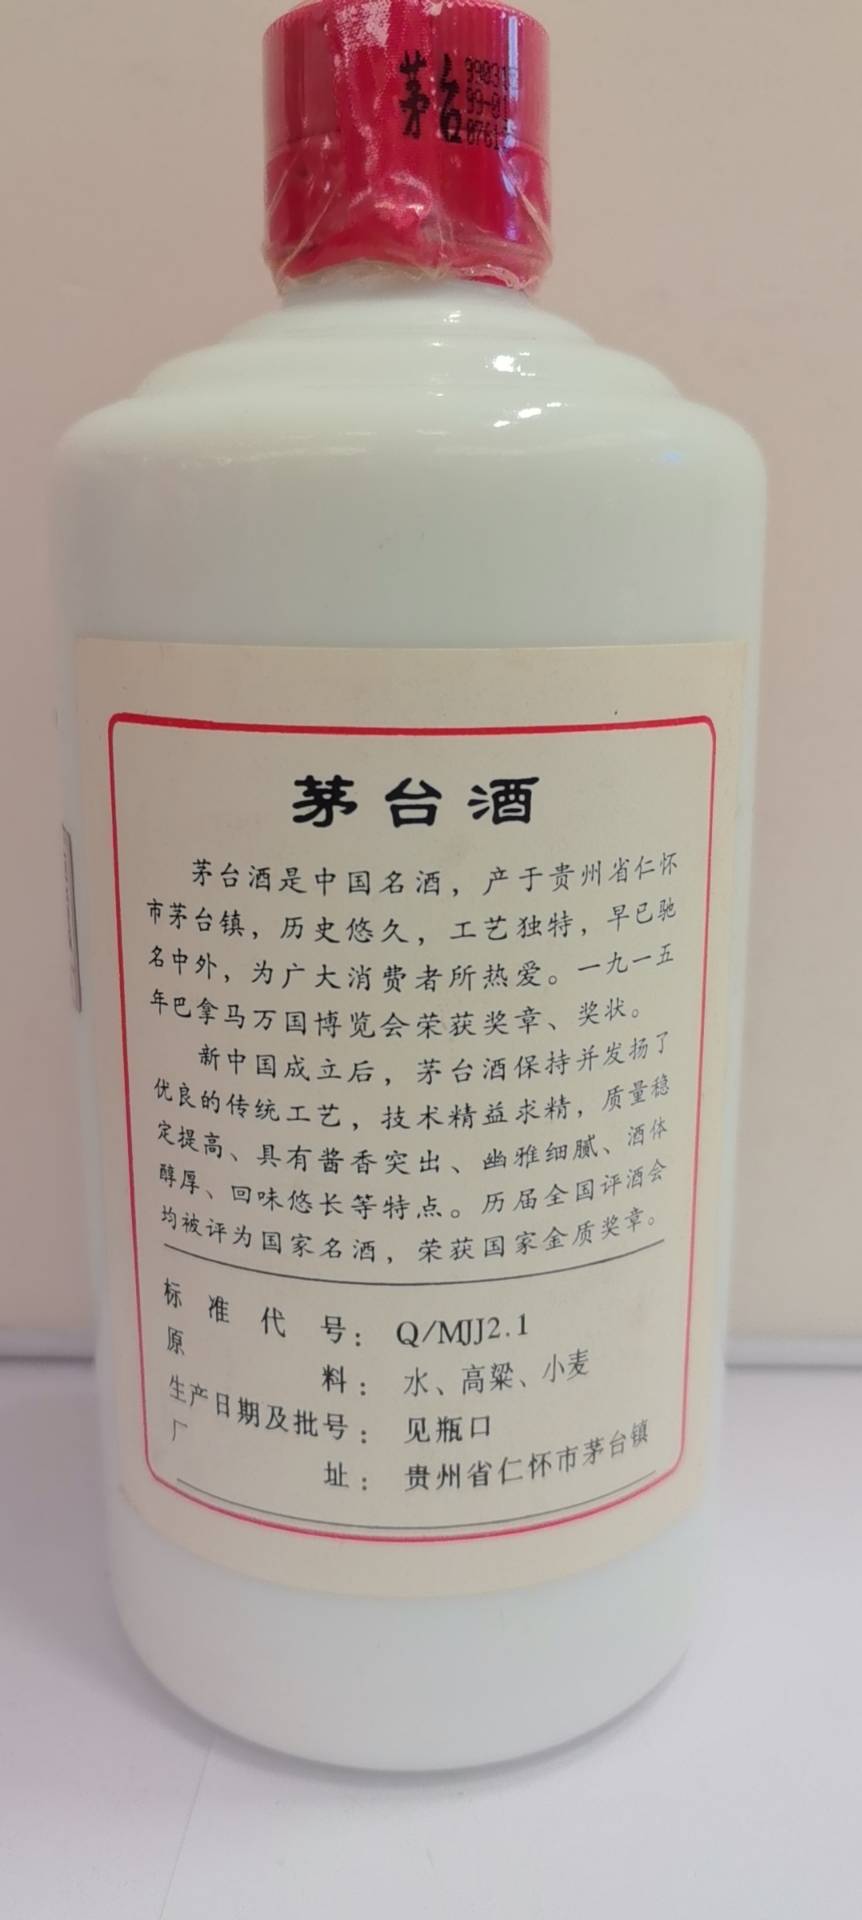 茅台
茅台酒
茅台酒是中国名酒，产于贵州省仁怀
市茅台镇，历史悠久，工艺独特，早已驰
名中外，为广大消费者所热爱。一九一五
年巴拿马万国博览会荣获奖章、奖状。
新中国成立后，茅台酒保持并发扬了
优良的传统工艺，技术精益求精，质量稳
定提高、具有酱香突出、幽雅细腻、酒体
醇厚、回味悠长等特点。历届全国评酒会
均被评为国家名酒，荣获国家金质奖章。
标准代号：Q/MJJ2.1
原料：水、高粱、小麦
生产日期及批号：见瓶口
厂址：贵州省仁怀市茅台镇